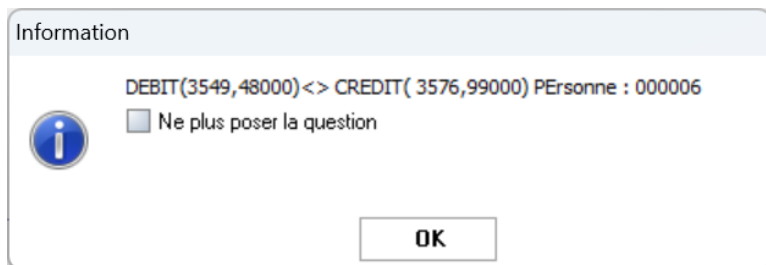 Information
DEBIT(3549,48000)<> CREDIT( 3576,99000) PErsonne : 000006
Ne plus poser la question
OK